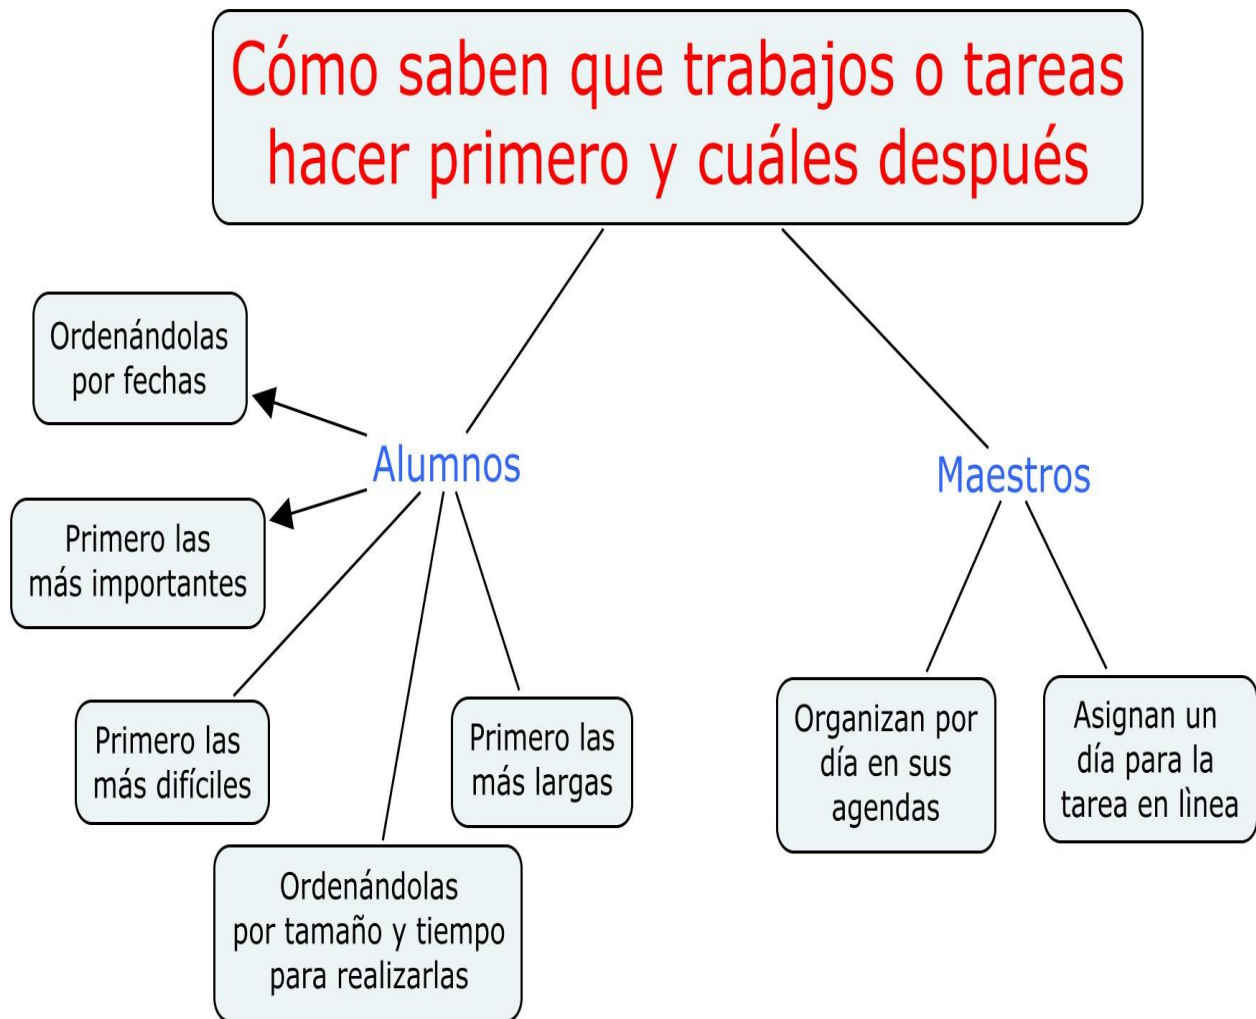 Cómo saben que trabajos o tareas
hacer primero y cuáles después
Ordenándolas
por fechas
Alumnos
Maestros
Primero las
más importantes
Primero las
más difíciles
Primero las
más largas
Ordenándolas
por tamaño y tiempo
para realizarlas
Organizan por
día en sus
agendas
Asignan un
día para la
tarea en lìnea